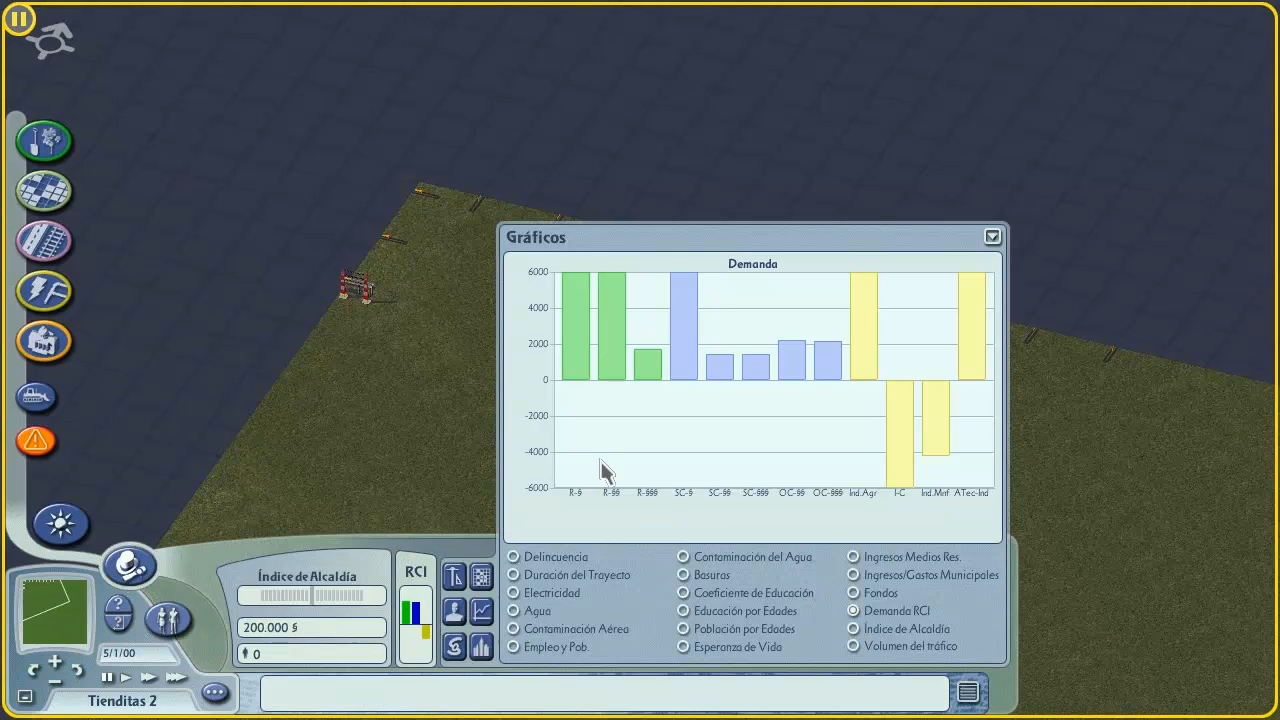 Gráficos
Demanda
6000
4000
2000
0
-2000
-4000
-6000
R-§ R-§§ R-§§§ SC-§ SC-§§ SC-§§§ OC-§§ OC-§§§ Ind.Agr I-C Ind.Mnf ATec-Ind
Delincuencia Contaminación del Agua Ingresos Medios Res.
Duración del Trayecto Basuras Ingresos/Gastos Municipales
Electricidad Coeficiente de Educación Fondos
Agua Educación por Edades Demanda RCI
Contaminación Aérea Población por Edades Índice de Alcaldía
Empleo y Pob. Esperanza de Vida Volumen del tráfico
Índice de Alcaldía
RCI
200.000 §
0
5/1/00
Tienditas 2